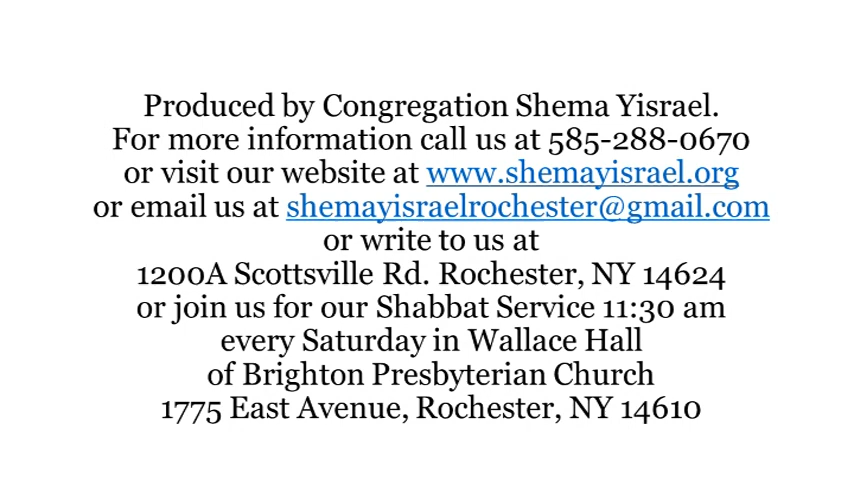 Produced by Congregation Shema Yisrael.
For more information call us at 585-288-0670
or visit our website at www.shemayisrael.org
or email us at shemayisraelrochester@gmail.com
or write to us at
1200A Scottsville Rd. Rochester, NY 14624
or join us for our Shabbat Service 11:30 am
every Saturday in Wallace Hall
of Brighton Presbyterian Church
1775 East Avenue, Rochester, NY 14610